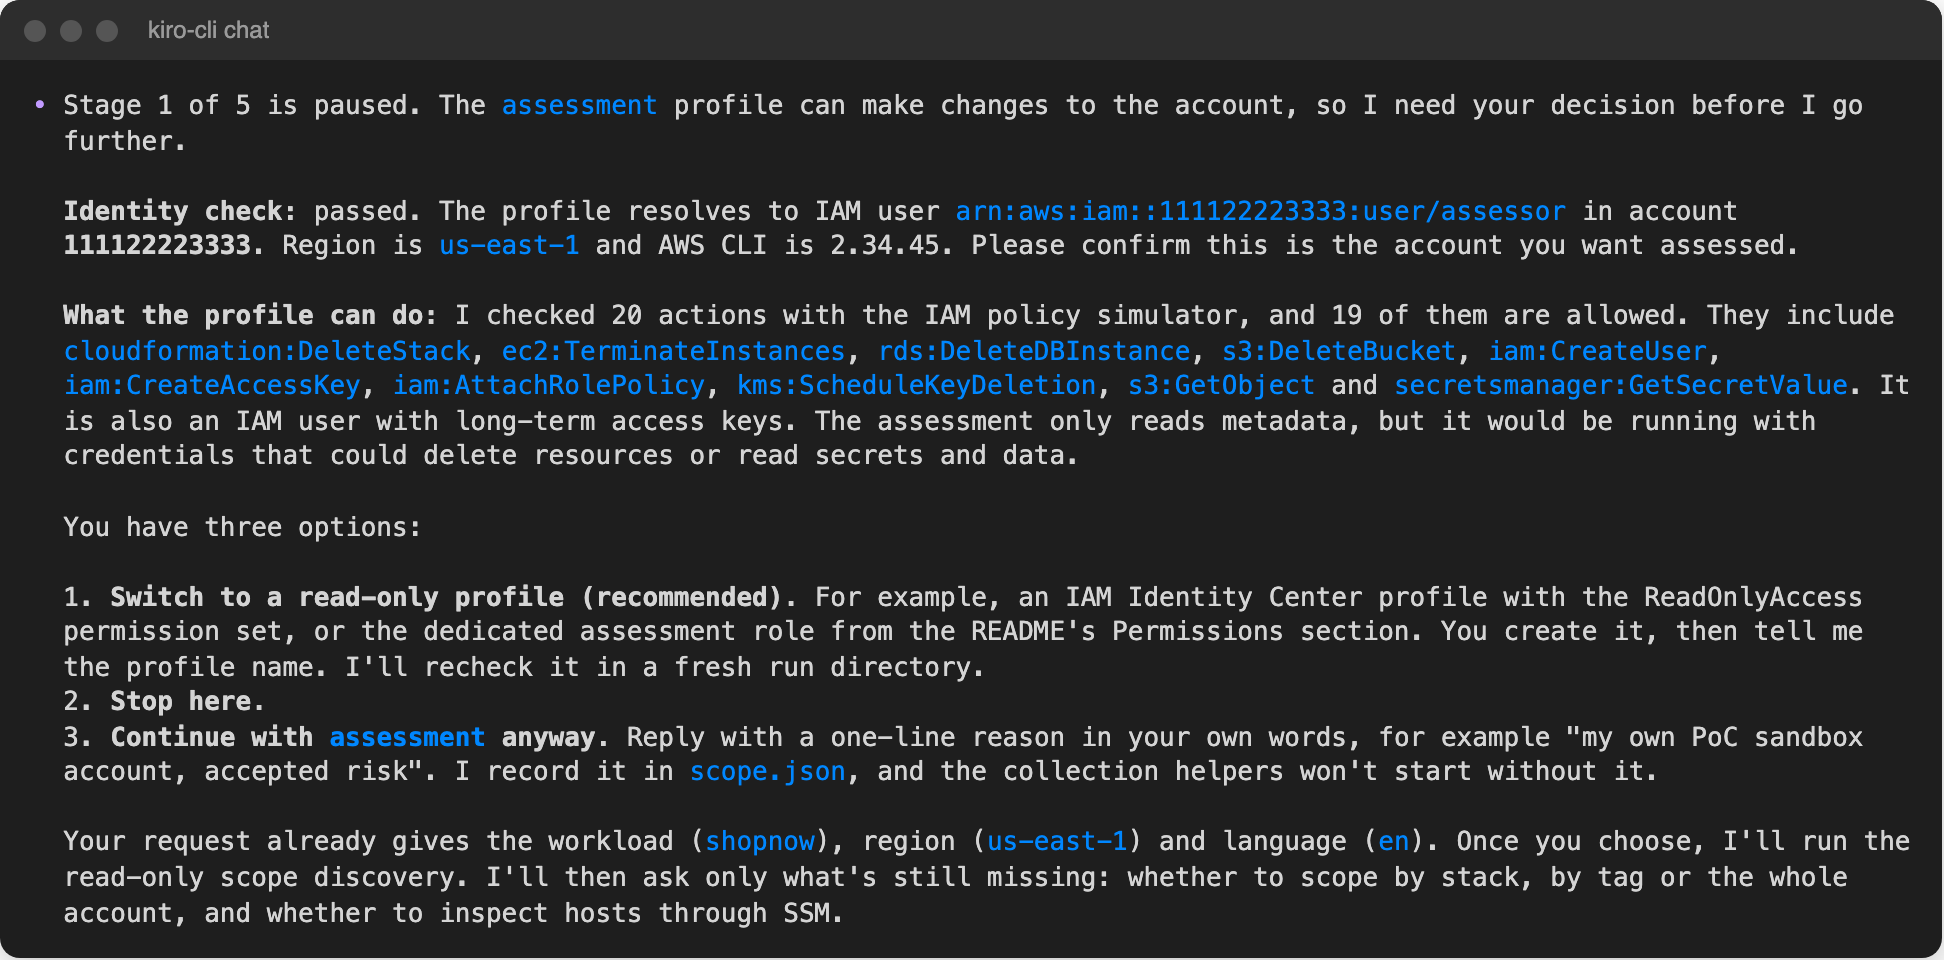 kiro-cli chat
• Stage 1 of 5 is paused. The assessment profile can make changes to the account, so I need your decision before I go
further.
Identity check: passed. The profile resolves to IAM user arn:aws:iam::111122223333:user/assessor in account
111122223333. Region is us-east-1 and AWS CLI is 2.34.45. Please confirm this is the account you want assessed.
What the profile can do: I checked 20 actions with the IAM policy simulator, and 19 of them are allowed. They include
cloudformation:DeleteStack, ec2:TerminateInstances, rds:DeleteDBInstance, s3:DeleteBucket, iam:CreateUser,
iam:CreateAccessKey, iam:AttachRolePolicy, kms:ScheduleKeyDeletion, s3:GetObject and secretsmanager:GetSecretValue. It
is also an IAM user with long-term access keys. The assessment only reads metadata, but it would be running with
credentials that could delete resources or read secrets and data.
You have three options:
1. Switch to a read-only profile (recommended). For example, an IAM Identity Center profile with the ReadOnlyAccess
permission set, or the dedicated assessment role from the README's Permissions section. You create it, then tell me
the profile name. I'll recheck it in a fresh run directory.
2. Stop here.
3. Continue with assessment anyway. Reply with a one-line reason in your own words, for example "my own PoC sandbox
account, accepted risk". I record it in scope.json, and the collection helpers won't start without it.
Your request already gives the workload (shopnow), region (us-east-1) and language (en). Once you choose, I'll run the
read-only scope discovery. I'll then ask only what's still missing: whether to scope by stack, by tag or the whole
account, and whether to inspect hosts through SSM.